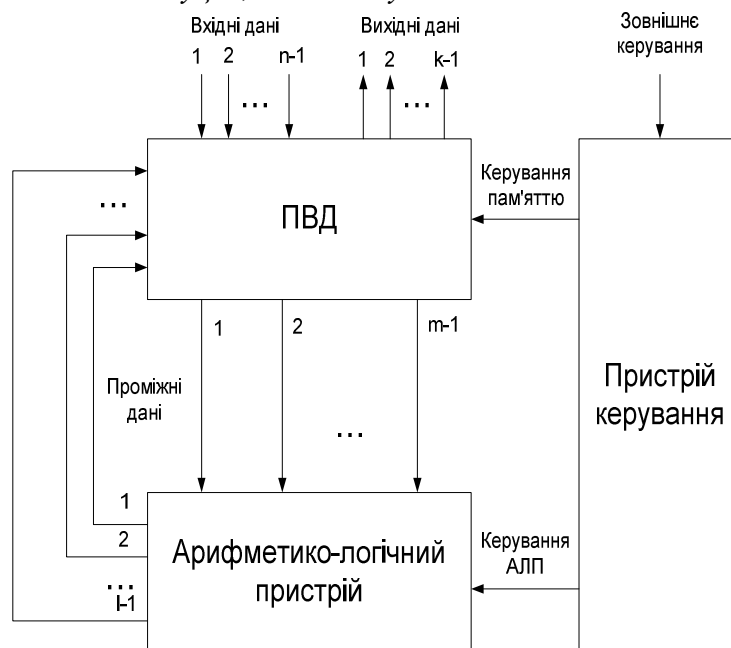 Вхідні дані
Вихідні дані
Зовнішнє
керування
1
2
n-1
1
2
k-1
...
...
Керування
пам'яттю
...
ПВД
1
2
m-1
Проміжні
дані
...
Пристрій
керування
1
2
...
l-1
Арифметико-логічний
пристрій
Керування
АЛП